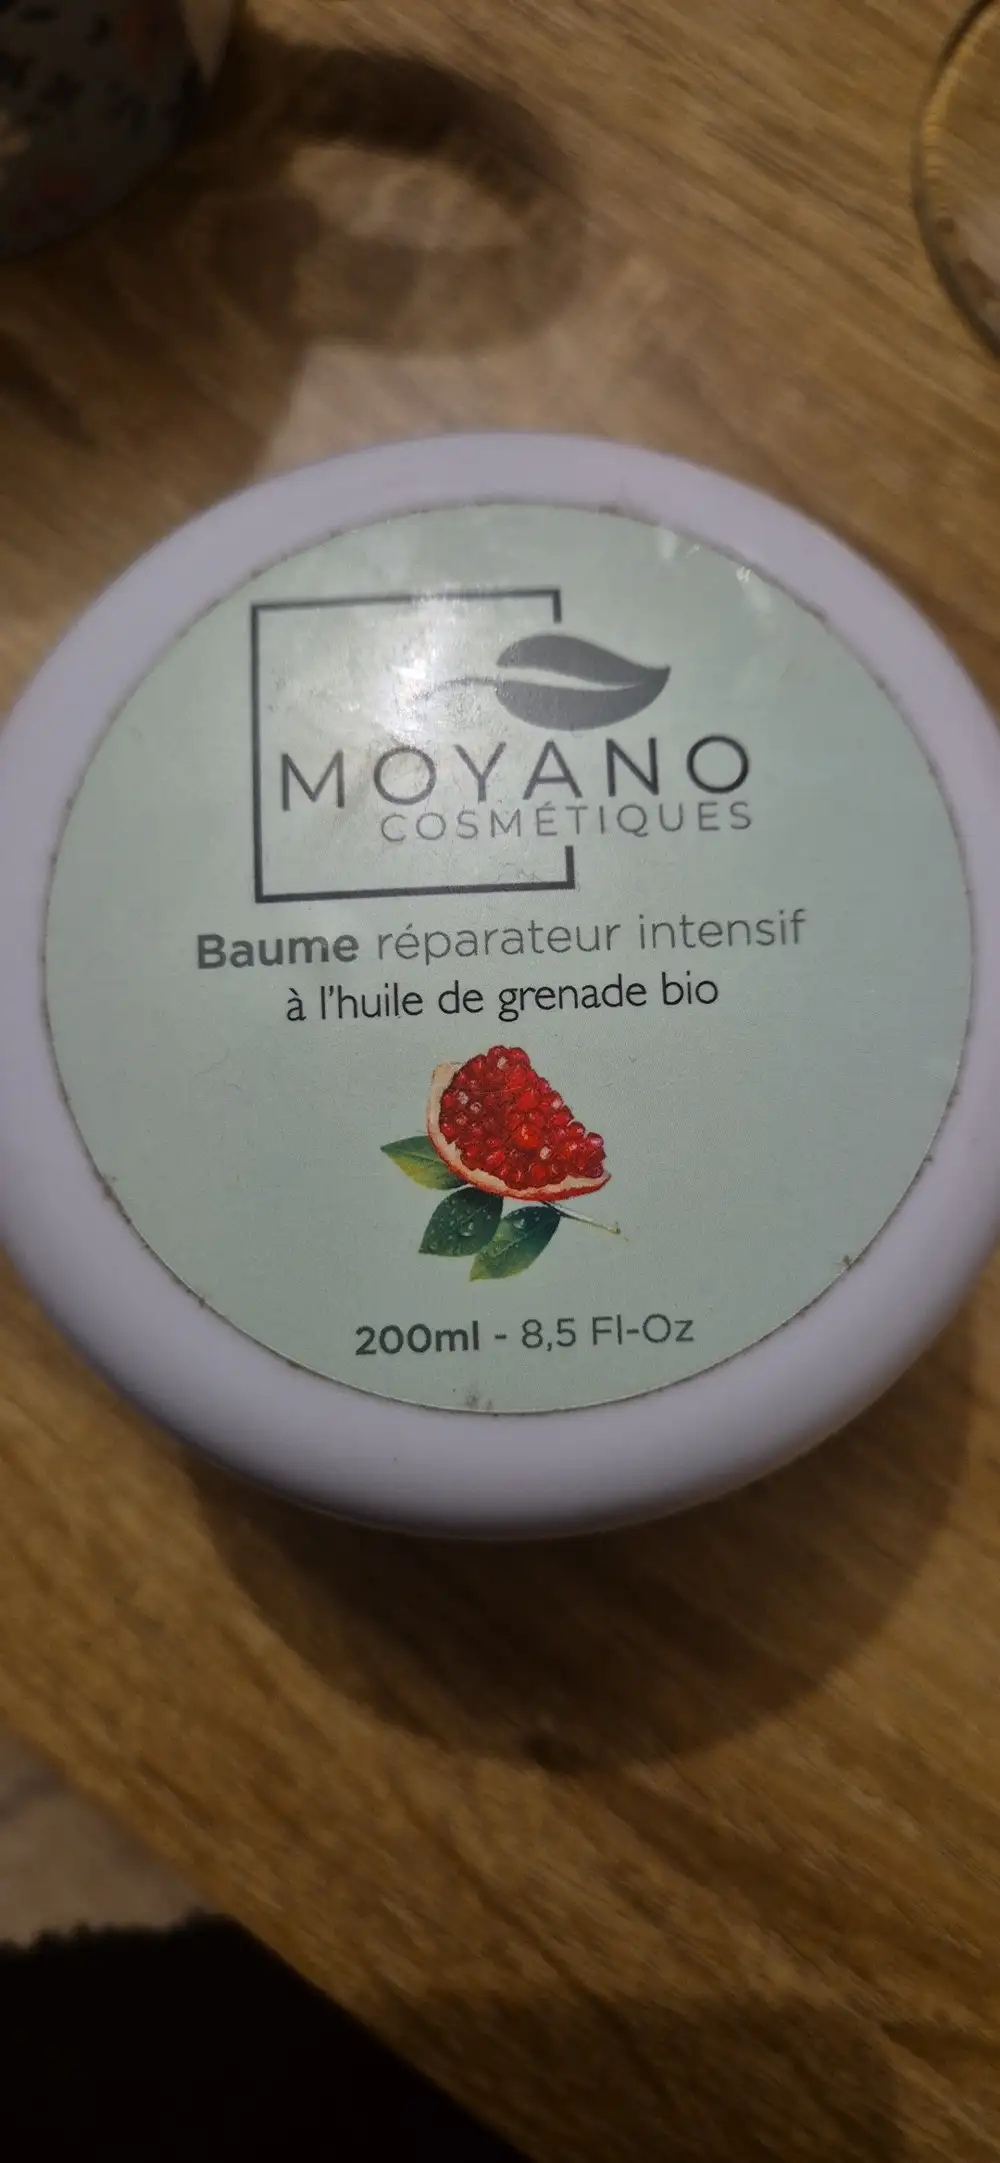 MOYANO
COSMÉTIQUES
Baume réparateur intensif
à l'huile de grenade bio
200ml - 8,5 Fl-Oz